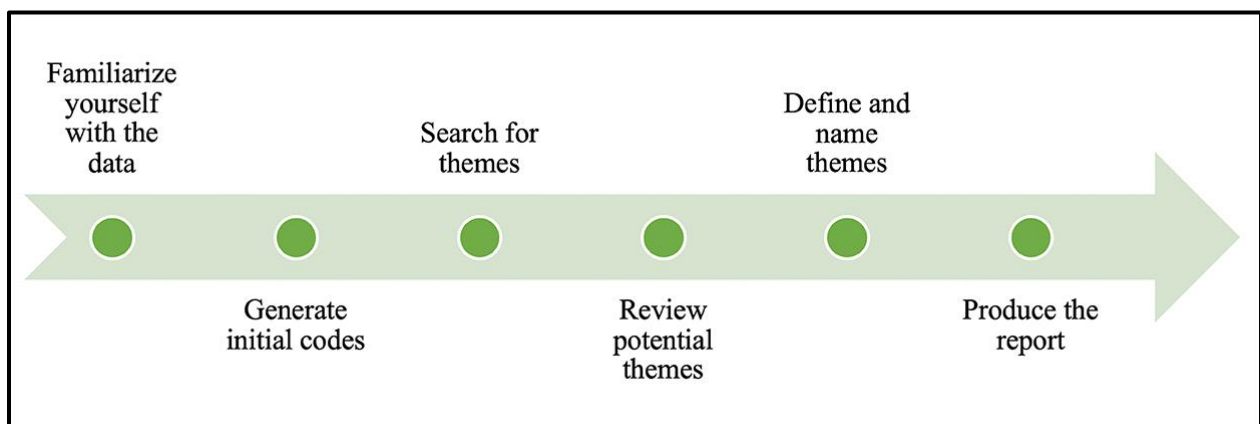 Familiarize
yourself
with the
data
Generate
initial codes
Search for
themes
Review
potential
themes
Define and
name
themes
Produce the
report